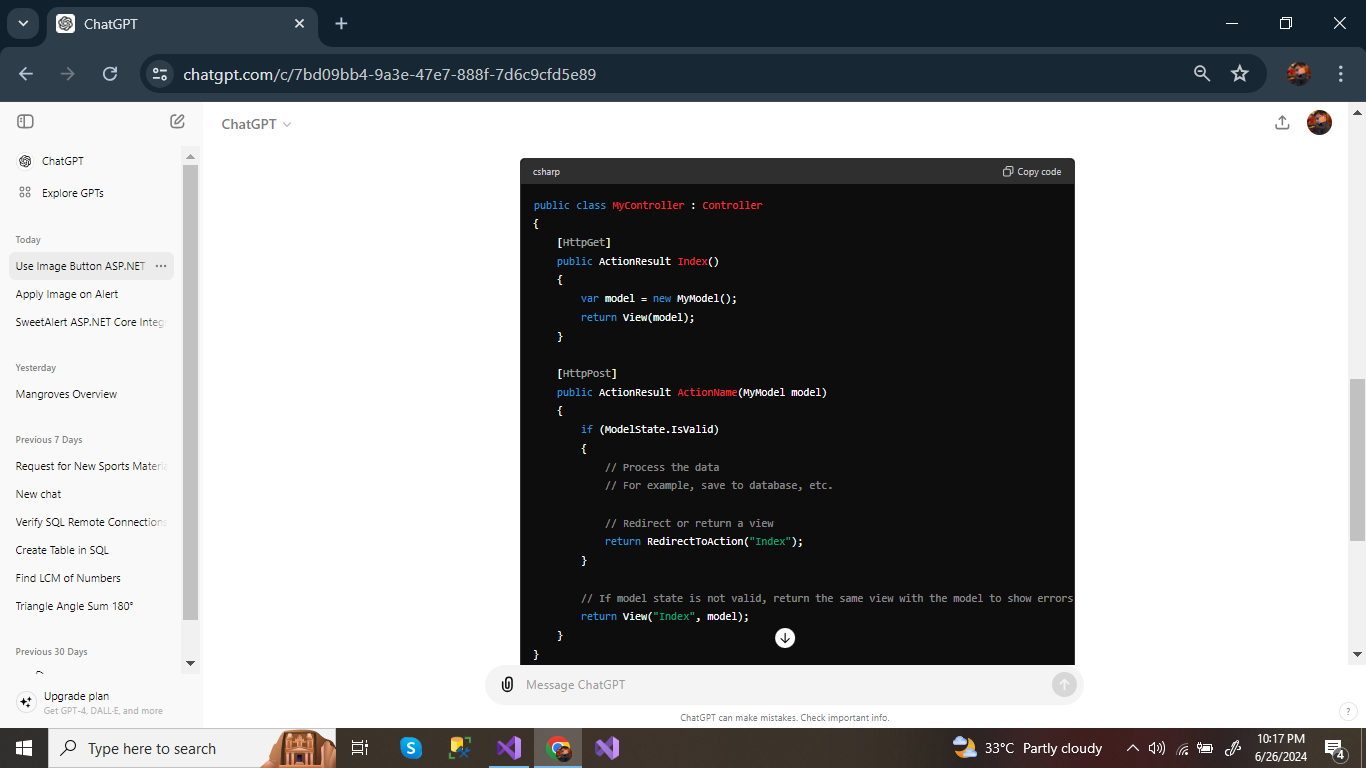 ChatGPT
chatgpt.com/c/7bd09bb4-9a3e-47e7-888f-7d6c9cfd5e89
ChatGPT
ChatGPT
Explore GPTs
Today
Use Image Button ASP.NET
Apply Image on Alert
SweetAlert ASP.NET Core Integ
Yesterday
Mangroves Overview
Previous 7 Days
Request for New Sports Materia
New chat
Verify SQL Remote Connections
Create Table in SQL
Find LCM of Numbers
Triangle Angle Sum 180°
Previous 30 Days
Upgrade plan
Get GPT-4, DALL·E, and more
csharp
Copy code
public class MyController : Controller
{
    [HttpGet]
    public ActionResult Index()
    {
        var model = new MyModel();
        return View(model);
    }
    [HttpPost]
    public ActionResult ActionName(MyModel model)
    {
        if (ModelState.IsValid)
        {
            // Process the data
            // For example, save to database, etc.
            // Redirect or return a view
            return RedirectToAction("Index");
        }
        // If model state is not valid, return the same view with the model to show errors
        return View("Index", model);
    }
}
Message ChatGPT
ChatGPT can make mistakes. Check important info.
?
Type here to search
33°C Partly cloudy
10:17 PM
6/26/2024
4